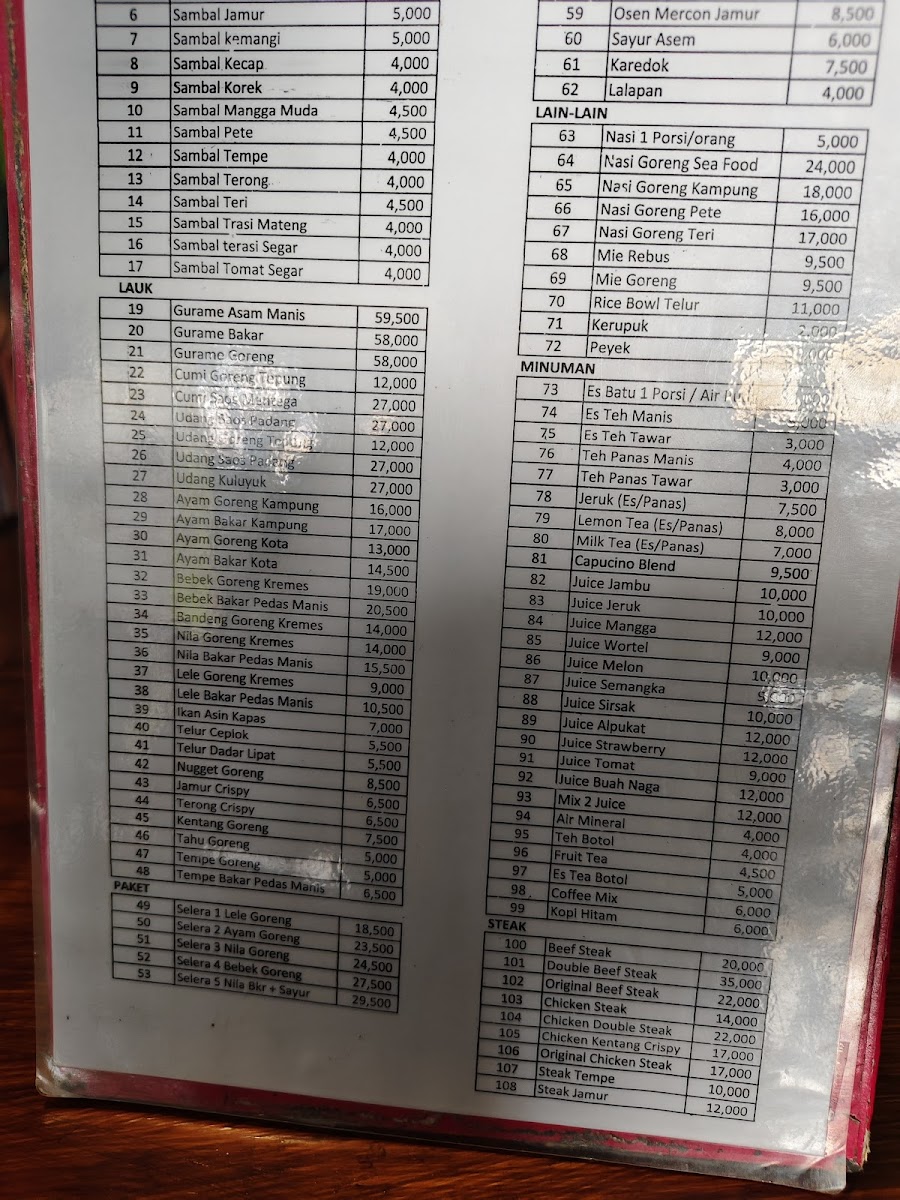 6 Sambal Jamur 5,000
7 Sambal kemangi 5,000
8 Sambal Kecap 4,000
9 Sambal Korek 4,000
10 Sambal Mangga Muda 4,500
11 Sambal Pete 4,500
12 Sambal Tempe 4,000
13 Sambal Terong 4,000
14 Sambal Teri 4,500
15 Sambal Trasi Mateng 4,000
16 Sambal terasi Segar 4,000
17 Sambal Tomat Segar 4,000
LAUK
19 Gurame Asam Manis 59,500
20 Gurame Bakar 58,000
21 Gurame Goreng 58,000
22 Cumi Goreng Tepung 12,000
23 Cumi Saos Mentega 27,000
24 Udang Saos Padang 27,000
25 Udang Goreng Tepung 12,000
26 Udang Saos Padang 27,000
27 Udang Kuluyuk 27,000
28 Ayam Goreng Kampung 16,000
29 Ayam Bakar Kampung 17,000
30 Ayam Goreng Kota 13,000
31 Ayam Bakar Kota 14,500
32 Bebek Goreng Kremes 19,000
33 Bebek Bakar Pedas Manis 20,500
34 Bandeng Goreng Kremes 14,000
35 Nila Goreng Kremes 14,000
36 Nila Bakar Pedas Manis 15,500
37 Lele Goreng Kremes 9,000
38 Lele Bakar Pedas Manis 10,500
39 Ikan Asin Kapas 7,000
40 Telur Ceplok 5,500
41 Telur Dadar Lipat 5,500
42 Nugget Goreng 8,500
43 Jamur Crispy 6,500
44 Terong Crispy 6,500
45 Kentang Goreng 7,500
46 Tahu Goreng 5,000
47 Tempe Goreng 5,000
48 Tempe Bakar Pedas Manis 6,500
PAKET
49 Selera 1 Lele Goreng 18,500
50 Selera 2 Ayam Goreng 23,500
51 Selera 3 Nila Goreng 24,500
52 Selera 4 Bebek Goreng 27,500
53 Selera 5 Nila Bkr + Sayur 29,500
59 Osen Mercon Jamur 8,500
60 Sayur Asem 6,000
61 Karedok 7,500
62 Lalapan 4,000
LAIN-LAIN
63 Nasi 1 Porsi/orang 5,000
64 Nasi Goreng Sea Food 24,000
65 Nasi Goreng Kampung 18,000
66 Nasi Goreng Pete 16,000
67 Nasi Goreng Teri 17,000
68 Mie Rebus 9,500
69 Mie Goreng 9,500
70 Rice Bowl Telur 11,000
71 Kerupuk 2,000
72 Peyek
MINUMAN
73 Es Batu 1 Porsi / Air
74 Es Teh Manis
75 Es Teh Tawar 3,000
76 Teh Panas Manis 4,000
77 Teh Panas Tawar 3,000
78 Jeruk (Es/Panas) 7,500
79 Lemon Tea (Es/Panas) 8,000
80 Milk Tea (Es/Panas) 7,000
81 Capucino Blend 9,500
82 Juice Jambu 10,000
83 Juice Jeruk 10,000
84 Juice Mangga 12,000
85 Juice Wortel 9,000
86 Juice Melon 10,000
87 Juice Semangka
88 Juice Sirsak 10,000
89 Juice Alpukat 12,000
90 Juice Strawberry 12,000
91 Juice Tomat 9,000
92 Juice Buah Naga 12,000
93 Mix 2 Juice 12,000
94 Air Mineral 4,000
95 Teh Botol 4,000
96 Fruit Tea 4,500
97 Es Tea Botol 5,000
98 Coffee Mix 6,000
99 Kopi Hitam 6,000
STEAK
100 Beef Steak 20,000
101 Double Beef Steak 35,000
102 Original Beef Steak 22,000
103 Chicken Steak 14,000
104 Chicken Double Steak 22,000
105 Chicken Kentang Crispy 17,000
106 Original Chicken Steak 17,000
107 Steak Tempe 10,000
108 Steak Jamur 12,000